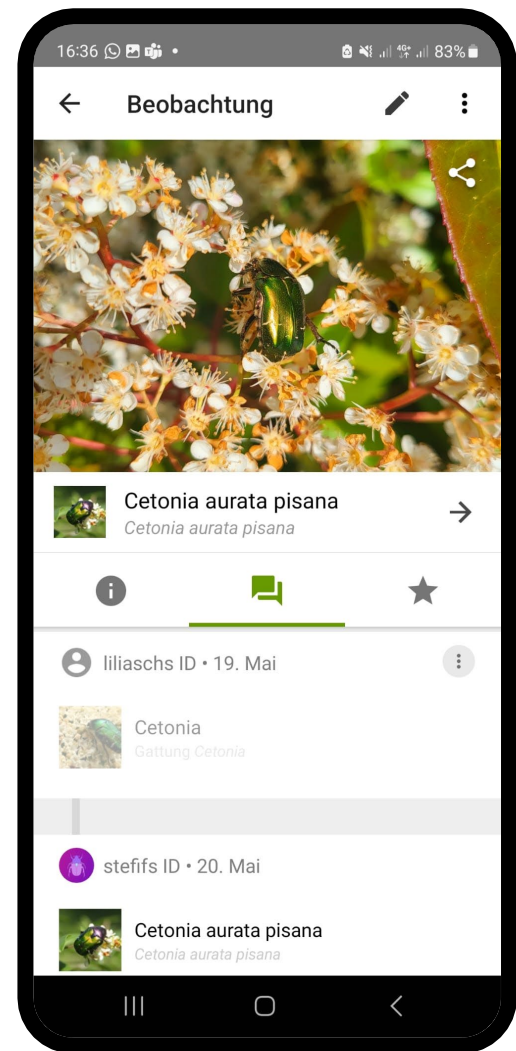 16:36
4G+
83%
Beobachtung
Cetonia aurata pisana
Cetonia aurata pisana
liliaschs ID • 19. Mai
Cetonia
Gattung Cetonia
stefifs ID • 20. Mai
Cetonia aurata pisana
Cetonia aurata pisana